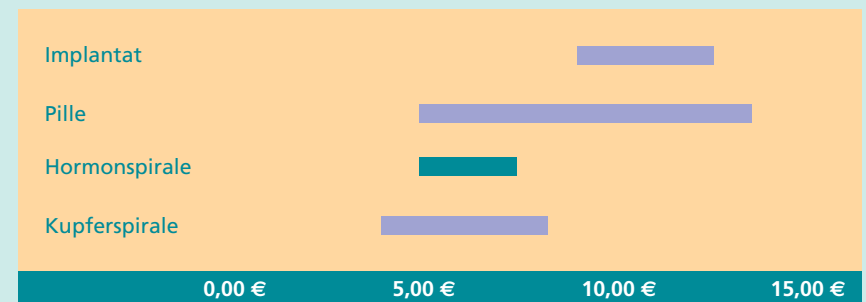 Implantat
Pille
Hormonspirale
Kupferspirale
0,00 € 5,00 € 10,00 € 15,00 €